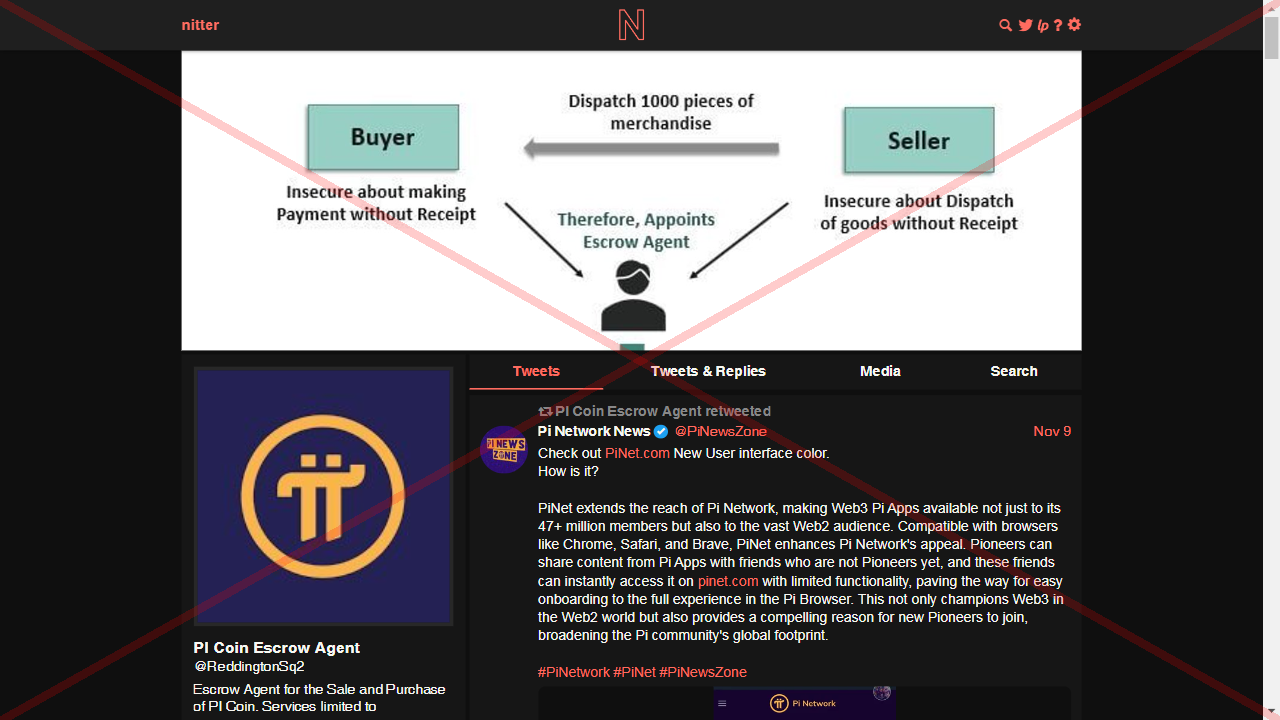 nitter
N
lp ?
Dispatch 1000 pieces of
merchandise
Buyer
Seller
Insecure about making
Payment without Receipt
Insecure about Dispatch
of goods without Receipt
Therefore, Appoints
Escrow Agent
Tweets
Tweets & Replies
Media
Search
PI Coin Escrow Agent retweeted
Pi Network News
@PiNewsZone
Nov 9
PI NEWS
ZONE
Check out PiNet.com New User interface color.
How is it?
PiNet extends the reach of Pi Network, making Web3 Pi Apps available not just to its
47+ million members but also to the vast Web2 audience. Compatible with browsers
like Chrome, Safari, and Brave, PiNet enhances Pi Network's appeal. Pioneers can
share content from Pi Apps with friends who are not Pioneers yet, and these friends
can instantly access it on pinet.com with limited functionality, paving the way for easy
onboarding to the full experience in the Pi Browser. This not only champions Web3 in
the Web2 world but also provides a compelling reason for new Pioneers to join,
broadening the Pi community's global footprint.
#PiNetwork #PiNet #PiNewsZone
Pi Network
PI Coin Escrow Agent
@ReddingtonSq2
Escrow Agent for the Sale and Purchase
of PI Coin. Services limited to